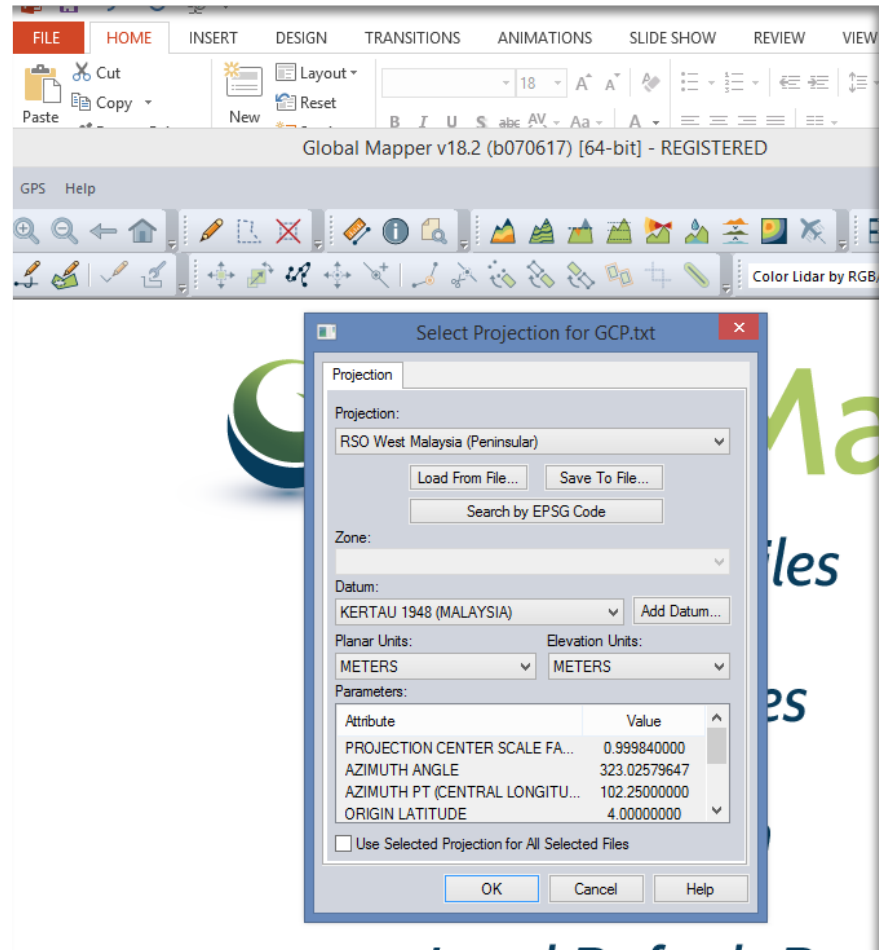 FILE HOME INSERT DESIGN TRANSITIONS ANIMATIONS SLIDE SHOW REVIEW VIEW
Cut Layout
Copy Reset
Paste New
18 A A
B I U S abc AV Aa A
Global Mapper v18.2 (b070617) [64-bit] - REGISTERED
GPS Help
Color Lidar by RGB/
Select Projection for GCP.txt
Projection
Projection:
RSO West Malaysia (Peninsular)
Load From File... Save To File...
Search by EPSG Code
Zone:
Datum:
KERTAU 1948 (MALAYSIA) Add Datum...
Planar Units: Elevation Units:
METERS METERS
Parameters:
Attribute Value
PROJECTION CENTER SCALE FA... 0.999840000
AZIMUTH ANGLE 323.02579647
AZIMUTH PT (CENTRAL LONGITU... 102.25000000
ORIGIN LATITUDE 4.00000000
Use Selected Projection for All Selected Files
OK Cancel Help
Ma
iles
es